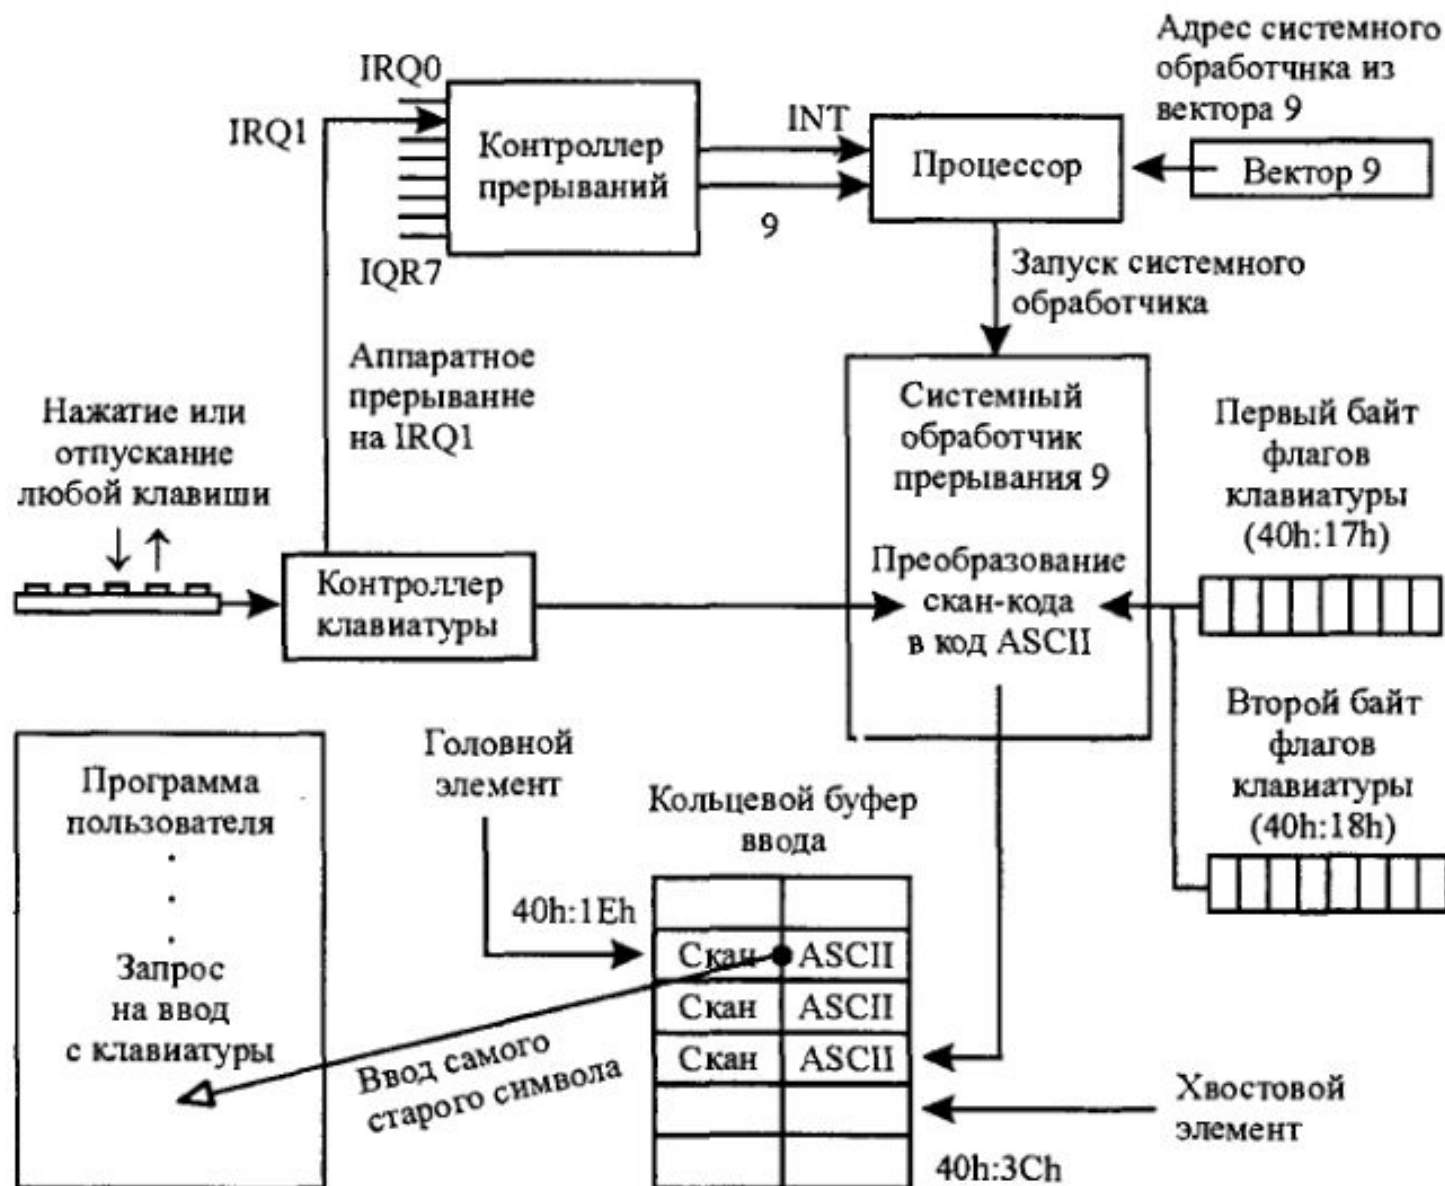 Адрес системного
обработчнка из
вектора 9
IRQ0
IRQ1
INT
Контроллер
прерываний
Процессор
Вектор 9
9
IQR7
Запуск системного
обработчика
Аппаратное
прерыванне
на IRQ1
Нажатие или
отпускание
любой клавиши
Системный
обработчик
прерывания 9
Первый байт
флагов
клавиатуры
(40h:17h)
Преобразование
скан-кода
в код ASCII
Контроллер
клавиатуры
Второй байт
флагов
клавиатуры
(40h:18h)
Головной
элемент
Кольцевой буфер
ввода
Программа
пользователя
.
.
.
Запрос
на ввод
с клавиатуры
40h:1Eh
Скан ASCII
Скан ASCII
Скан ASCII
Ввод самого
старого символа
Хвостовой
элемент
40h:3Ch